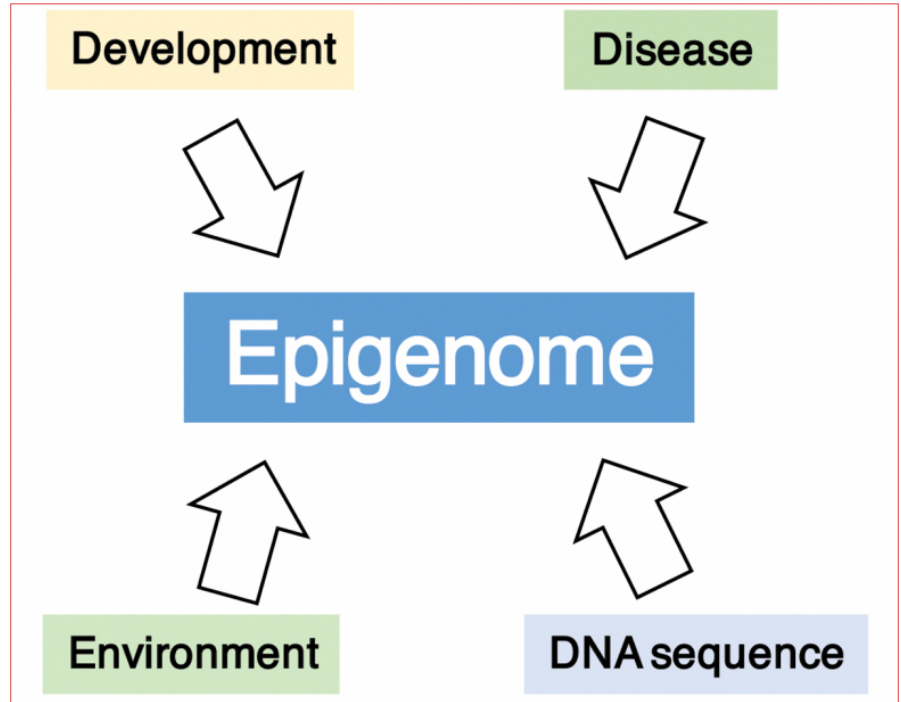 Development
Disease
Epigenome
Environment
DNA sequence